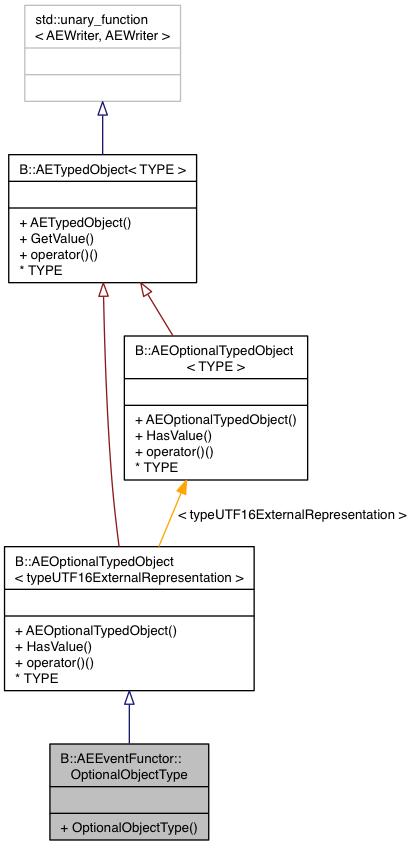 std::unary_function
< AEWriter, AEWriter >
B::AETypedObject< TYPE >
+ AETypedObject()
+ GetValue()
+ operator()()
* TYPE
B::AEOptionalTypedObject
< TYPE >
+ AEOptionalTypedObject()
+ HasValue()
+ operator()()
* TYPE
< typeUTF16ExternalRepresentation >
B::AEOptionalTypedObject
< typeUTF16ExternalRepresentation >
+ AEOptionalTypedObject()
+ HasValue()
+ operator()()
* TYPE
B::AEEventFunctor::
OptionalObjectType
+ OptionalObjectType()